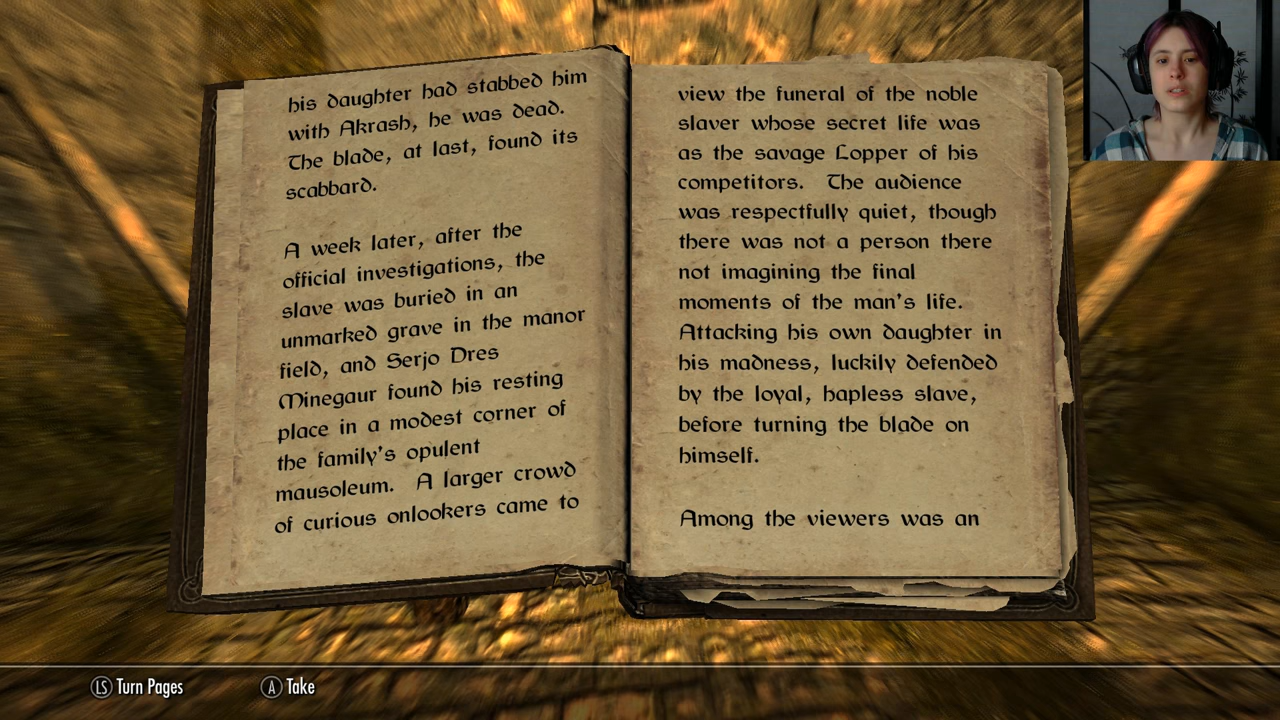 his daughter had stabbed him
with Akrash, he was dead.
The blade, at last, found its
scabbard.
A week later, after the
official investigations, the
slave was buried in an
unmarked grave in the manor
field, and Serjo Dres
Minegaur found his resting
place in a modest corner of
the family's opulent
mausoleum.  A larger crowd
of curious onlookers came to
view the funeral of the noble
slaver whose secret life was
as the savage Lopper of his
competitors.  The audience
was respectfully quiet, though
there was not a person there
not imagining the final
moments of the man's life.
Attacking his own daughter in
his madness, luckily defended
by the loyal, hapless slave,
before turning the blade on
himself.
Among the viewers was an
LS Turn Pages
A Take